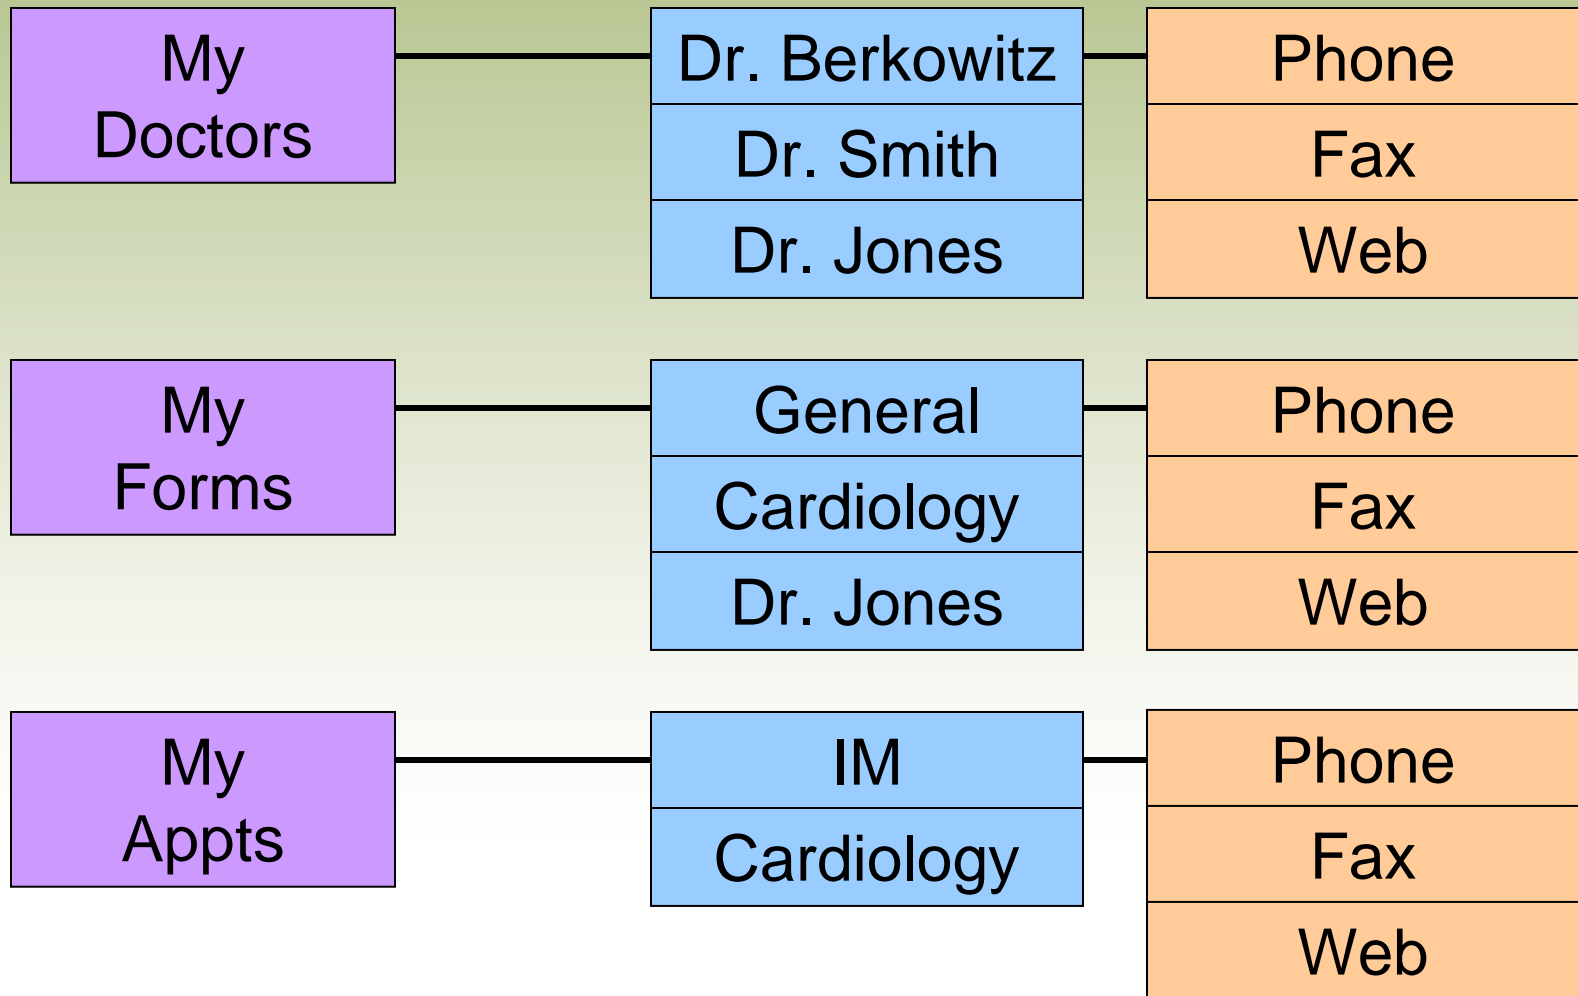 My
Doctors
Dr. Berkowitz
Dr. Smith
Dr. Jones
Phone
Fax
Web
My
Forms
General
Cardiology
Dr. Jones
Phone
Fax
Web
My
Appts
IM
Cardiology
Phone
Fax
Web